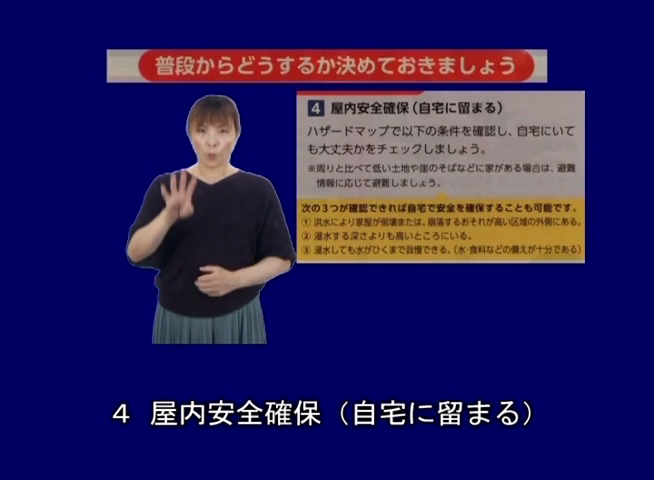 普段からどうするか決めておきましょう
4 屋内安全確保（自宅に留まる）
ハザードマップで以下の条件を確認し、自宅にいて
も大丈夫かをチェックしましょう。
※周りと比べて低い土地や崖のそばなどに家がある場合は、避難
情報に応じて避難しましょう。
次の3つが確認できれば自宅で安全を確保することも可能です。
① 洪水により家屋が倒壊または、崩落するおそれが高い区域の外側にある。
② 浸水する深さよりも高いところにいる。
③ 浸水しても水がひくまで我慢できる、（水・食料などの備えが十分である）
４ 屋内安全確保（自宅に留まる）